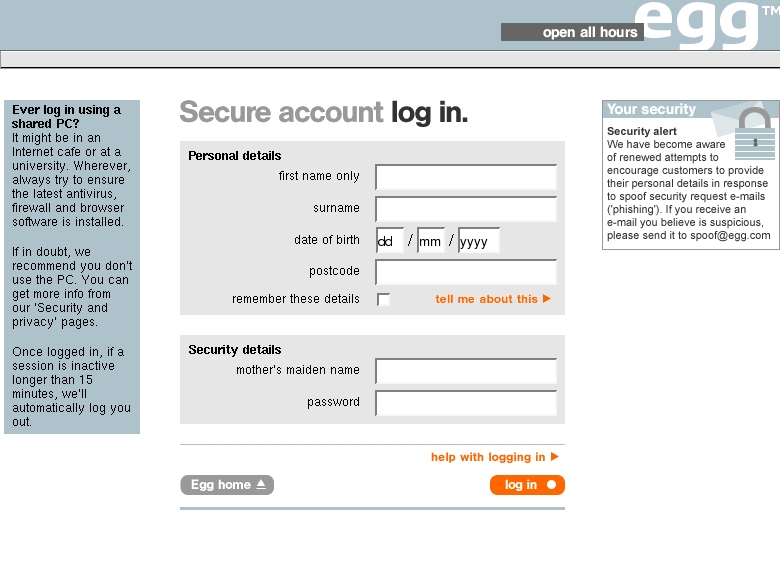 egg™
open all hours
Ever log in using a
shared PC?
It might be in an
Internet cafe or at a
university. Wherever,
always try to ensure
the latest antivirus,
firewall and browser
software is installed.
If in doubt, we
recommend you don't
use the PC. You can
get more info from
our 'Security and
privacy' pages.
Once logged in, if a
session is inactive
longer than 15
minutes, we'll
automatically log you
out.
Secure account log in.
Personal details
first name only
surname
date of birth dd / mm / yyyy
postcode
remember these details tell me about this
Security details
mother's maiden name
password
help with logging in
Egg home log in
Your security
Security alert
We have become aware
of renewed attempts to
encourage customers to provide
their personal details in response
to spoof security request e-mails
('phishing'). If you receive an
e-mail you believe is suspicious,
please send it to spoof@egg.com